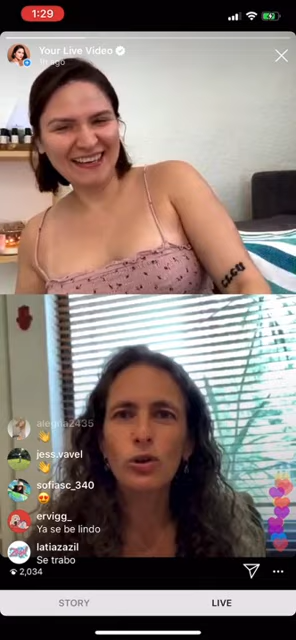 1:29
Your Live Video
1h ago
alegna2435
jess.vavel
sofiasc_340
ervigg_
Ya se be lindo
latiazazil
Se trabo
2,034
STORY
LIVE